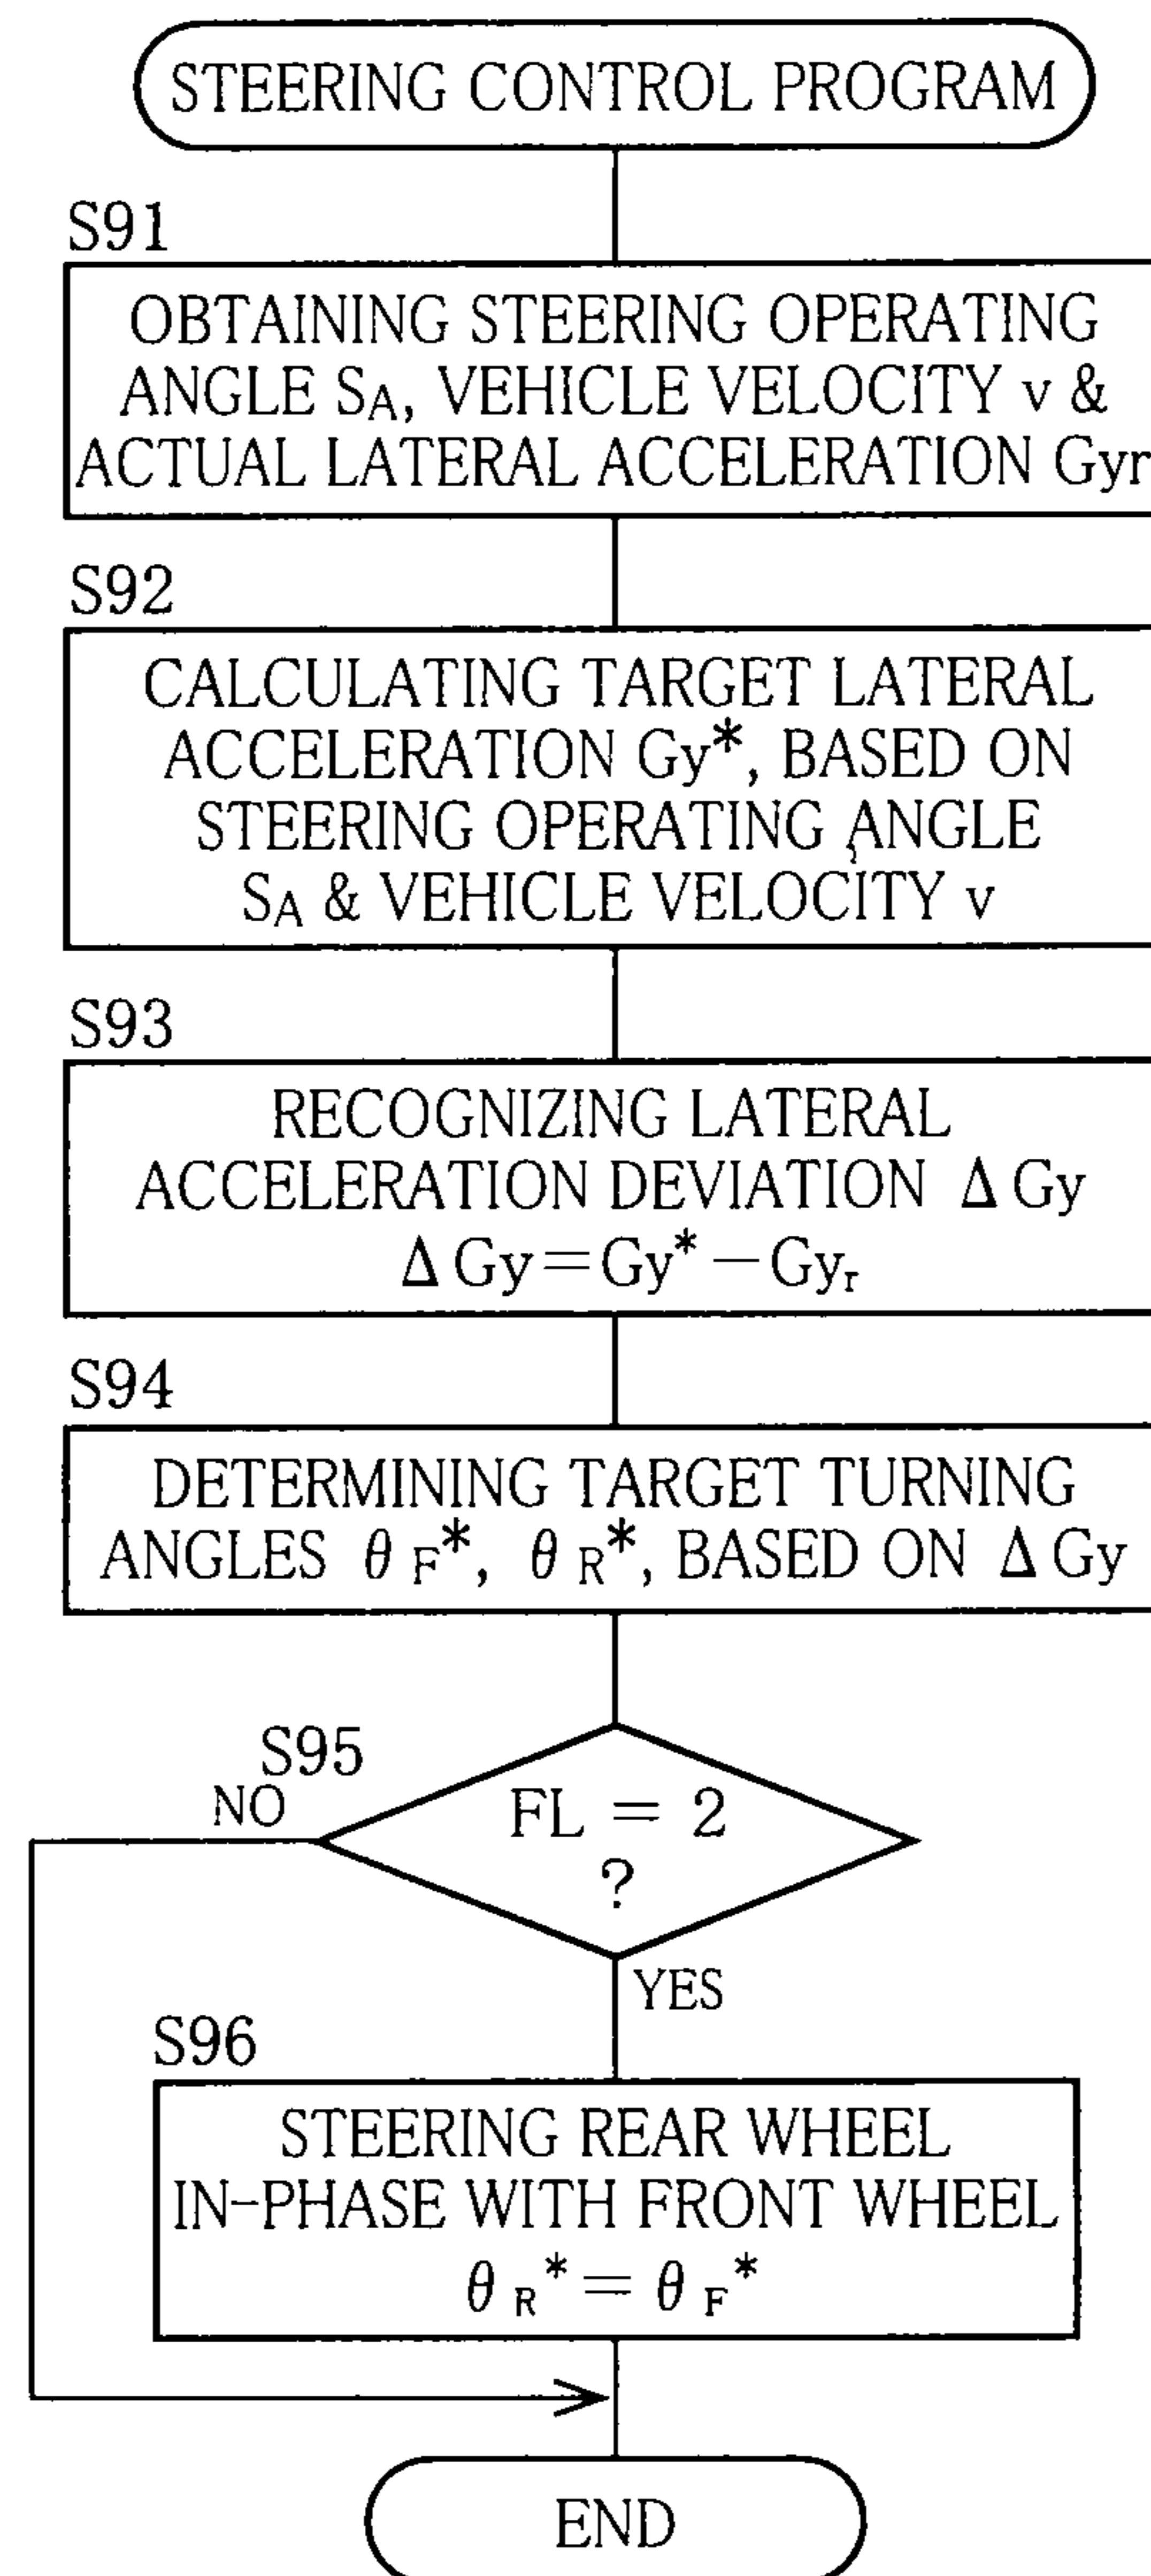 STEERING CONTROL PROGRAM
S91
OBTAINING STEERING OPERATING
ANGLE SA, VEHICLE VELOCITY v &
ACTUAL LATERAL ACCELERATION Gyr
S92
CALCULATING TARGET LATERAL
ACCELERATION Gy*, BASED ON
STEERING OPERATING ANGLE
SA & VEHICLE VELOCITY v
S93
RECOGNIZING LATERAL
ACCELERATION DEVIATION Δ Gy
Δ Gy=Gy*−Gyr
S94
DETERMINING TARGET TURNING
ANGLES θF*, θR*, BASED ON Δ Gy
S95
NO
FL = 2
?
YES
S96
STEERING REAR WHEEL
IN-PHASE WITH FRONT WHEEL
θR*= θF*
END